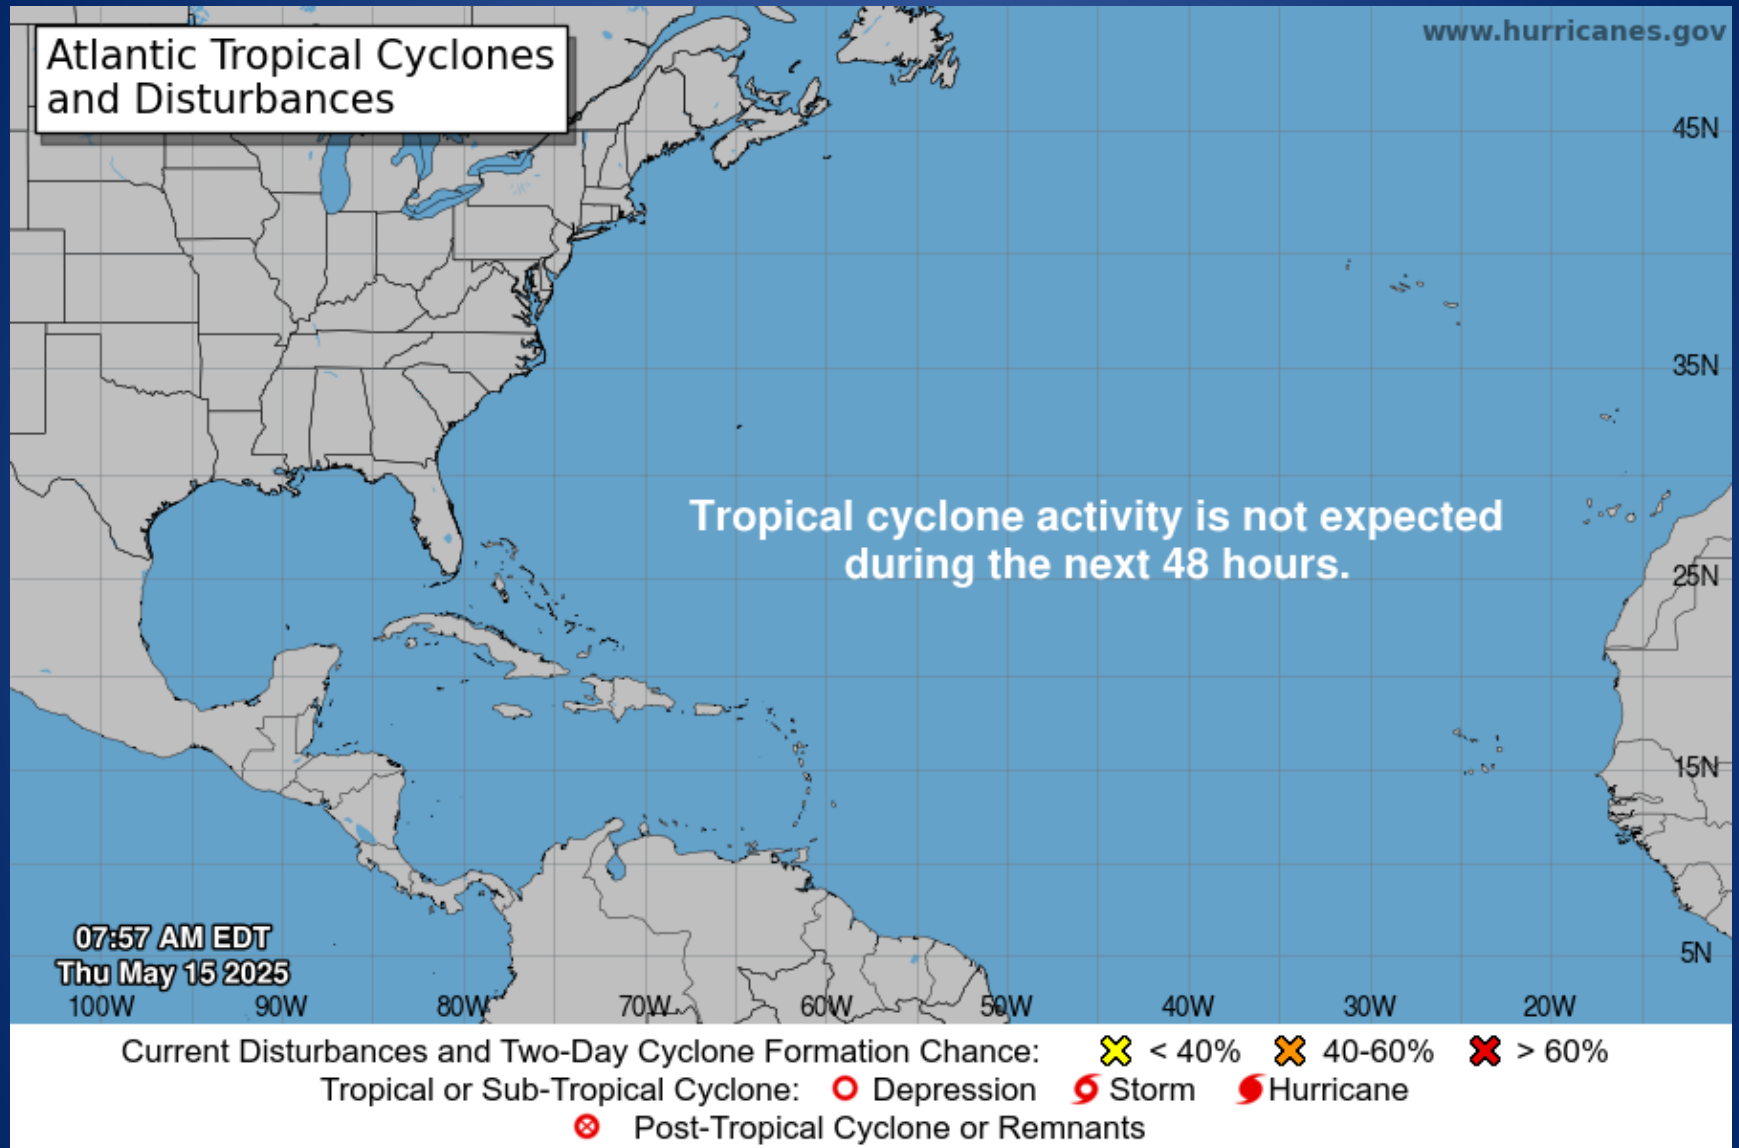 www.hurricanes.gov
Atlantic Tropical Cyclones
and Disturbances
45N
35N
Tropical cyclone activity is not expected
during the next 48 hours.
25N
15N
07:57 AM EDT
Thu May 15 2025
5N
100W 90W 80W 70W 60W 50W 40W 30W 20W
Current Disturbances and Two-Day Cyclone Formation Chance: < 40% 40-60% > 60%
Tropical or Sub-Tropical Cyclone: Depression Storm Hurricane
Post-Tropical Cyclone or Remnants